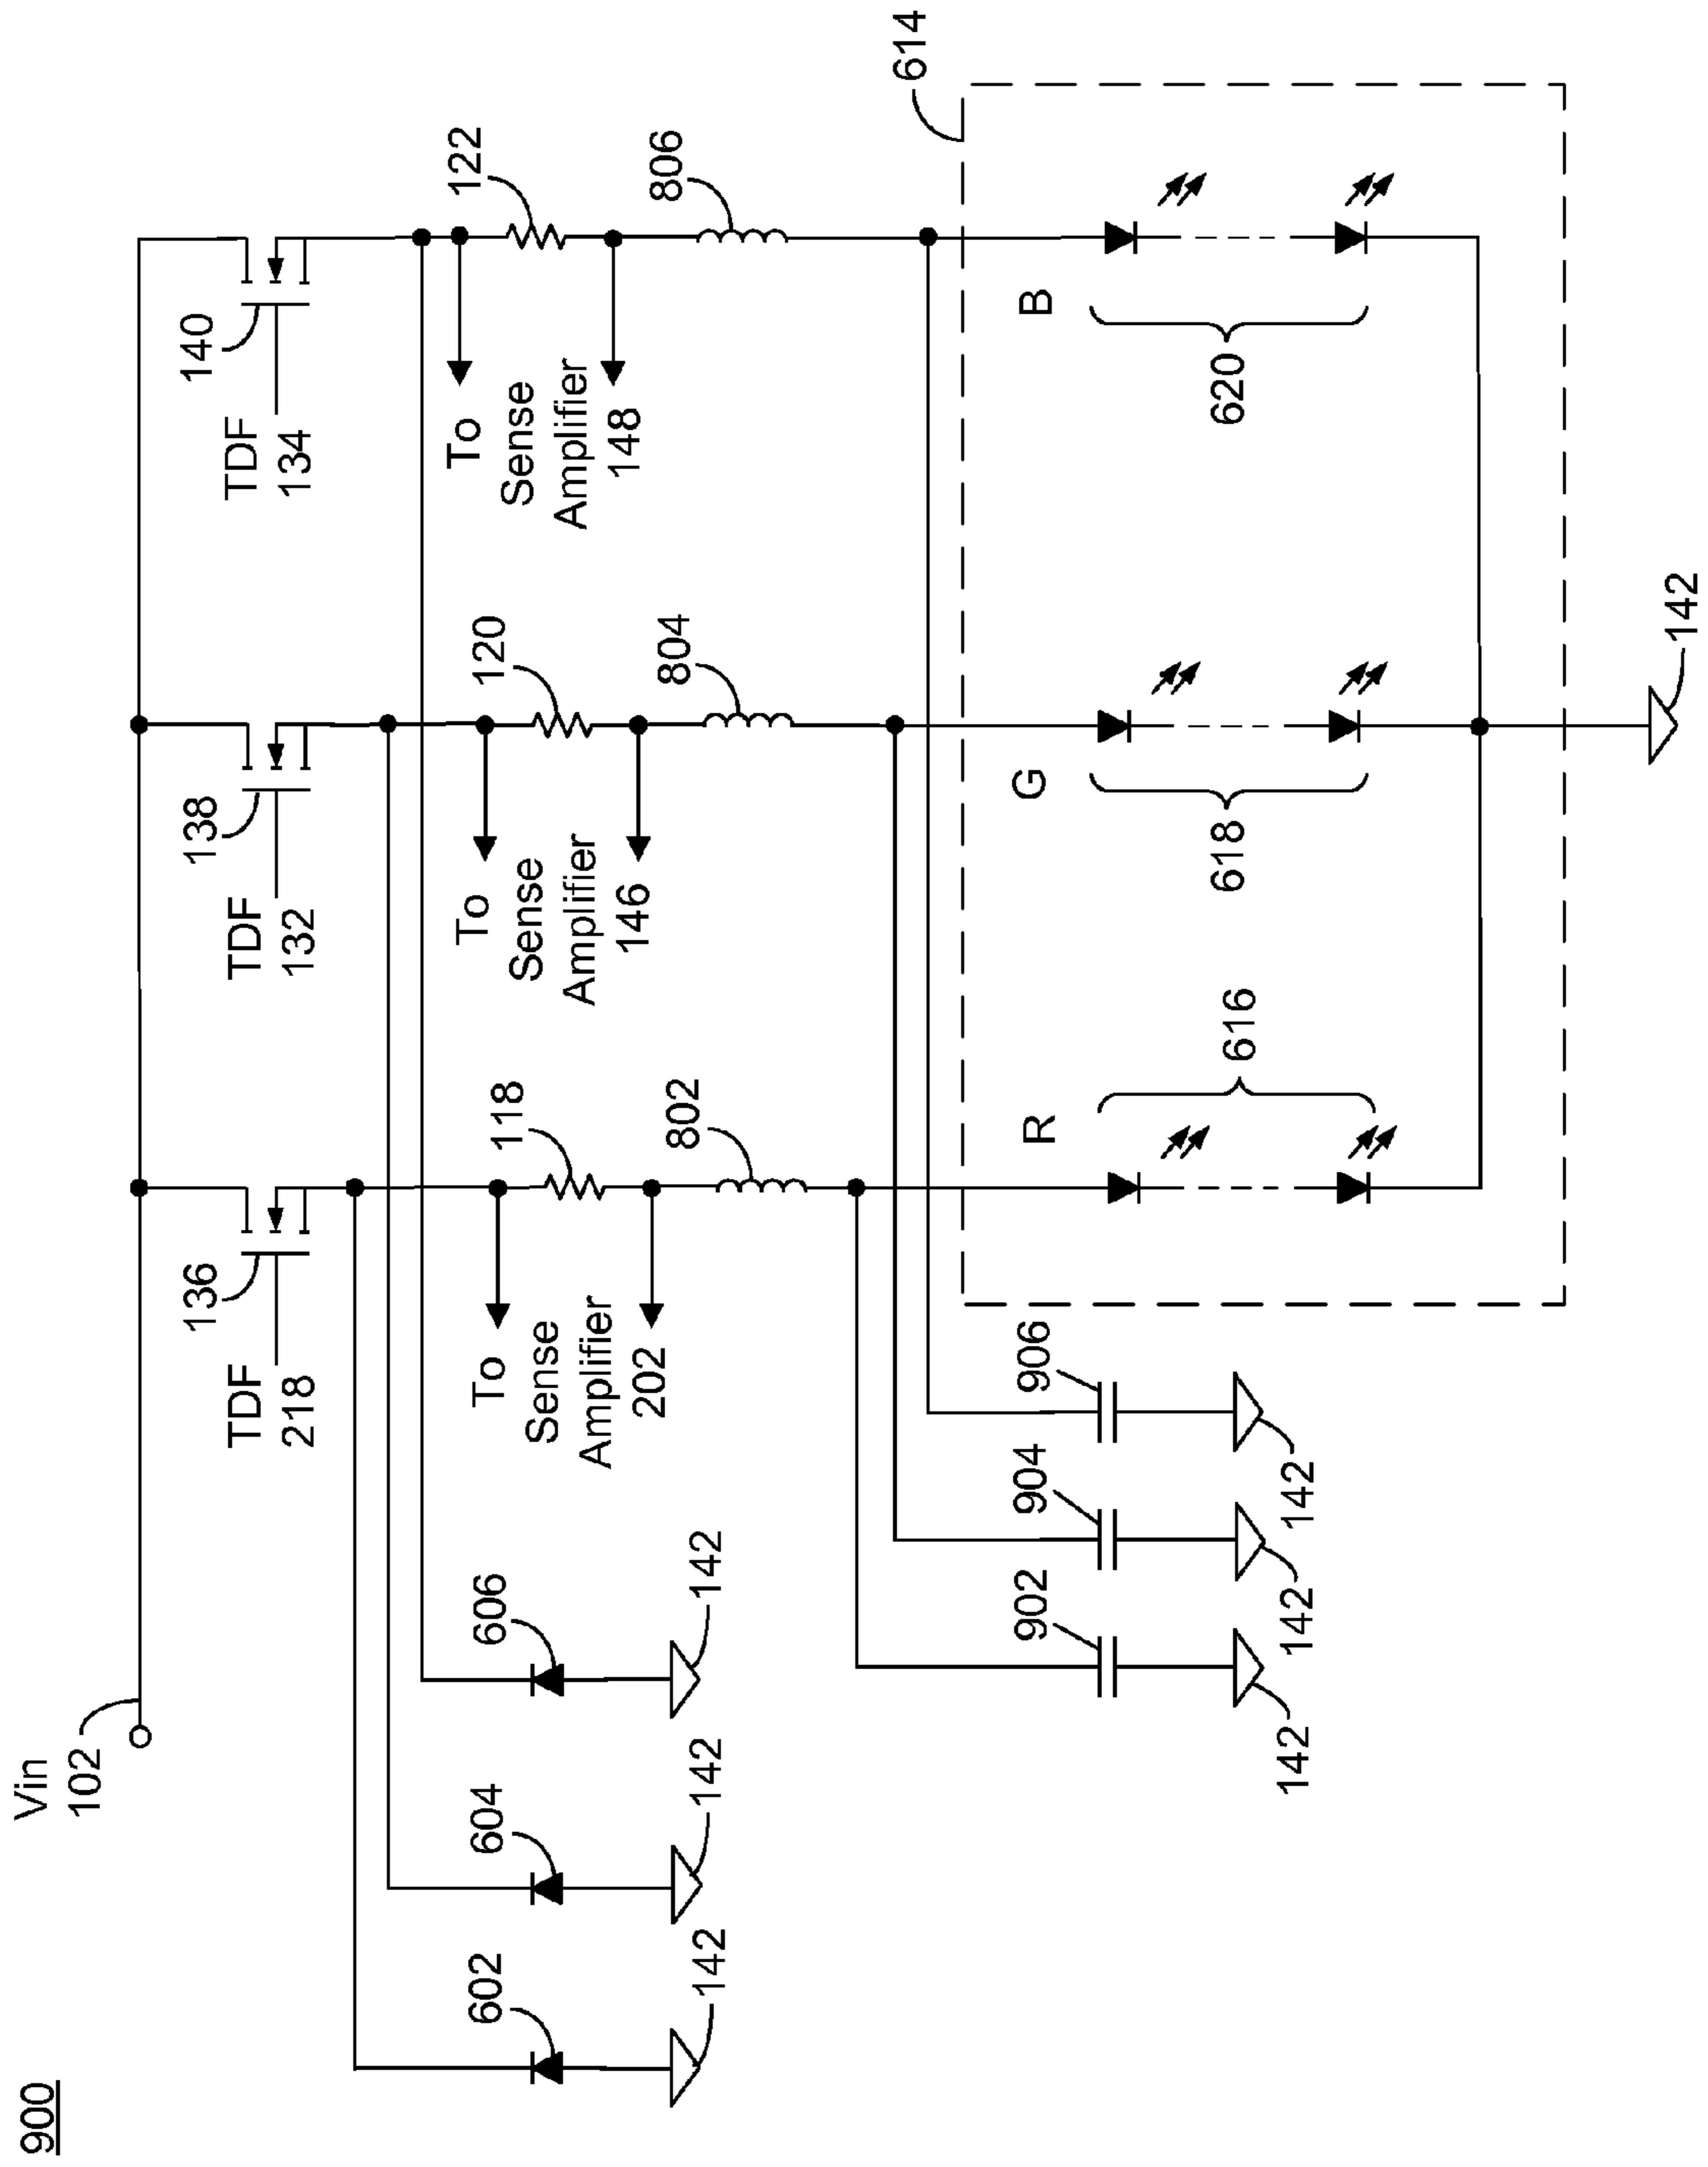 900
Vin
102
136
TDF
218
138
TDF
132
140
TDF
134
602
142
604
142
606
142
To
Sense
Amplifier
202
118
802
To
Sense
Amplifier
146
120
804
To
Sense
Amplifier
148
122
806
614
902
142
904
142
906
142
R
616
G
618
B
620
142